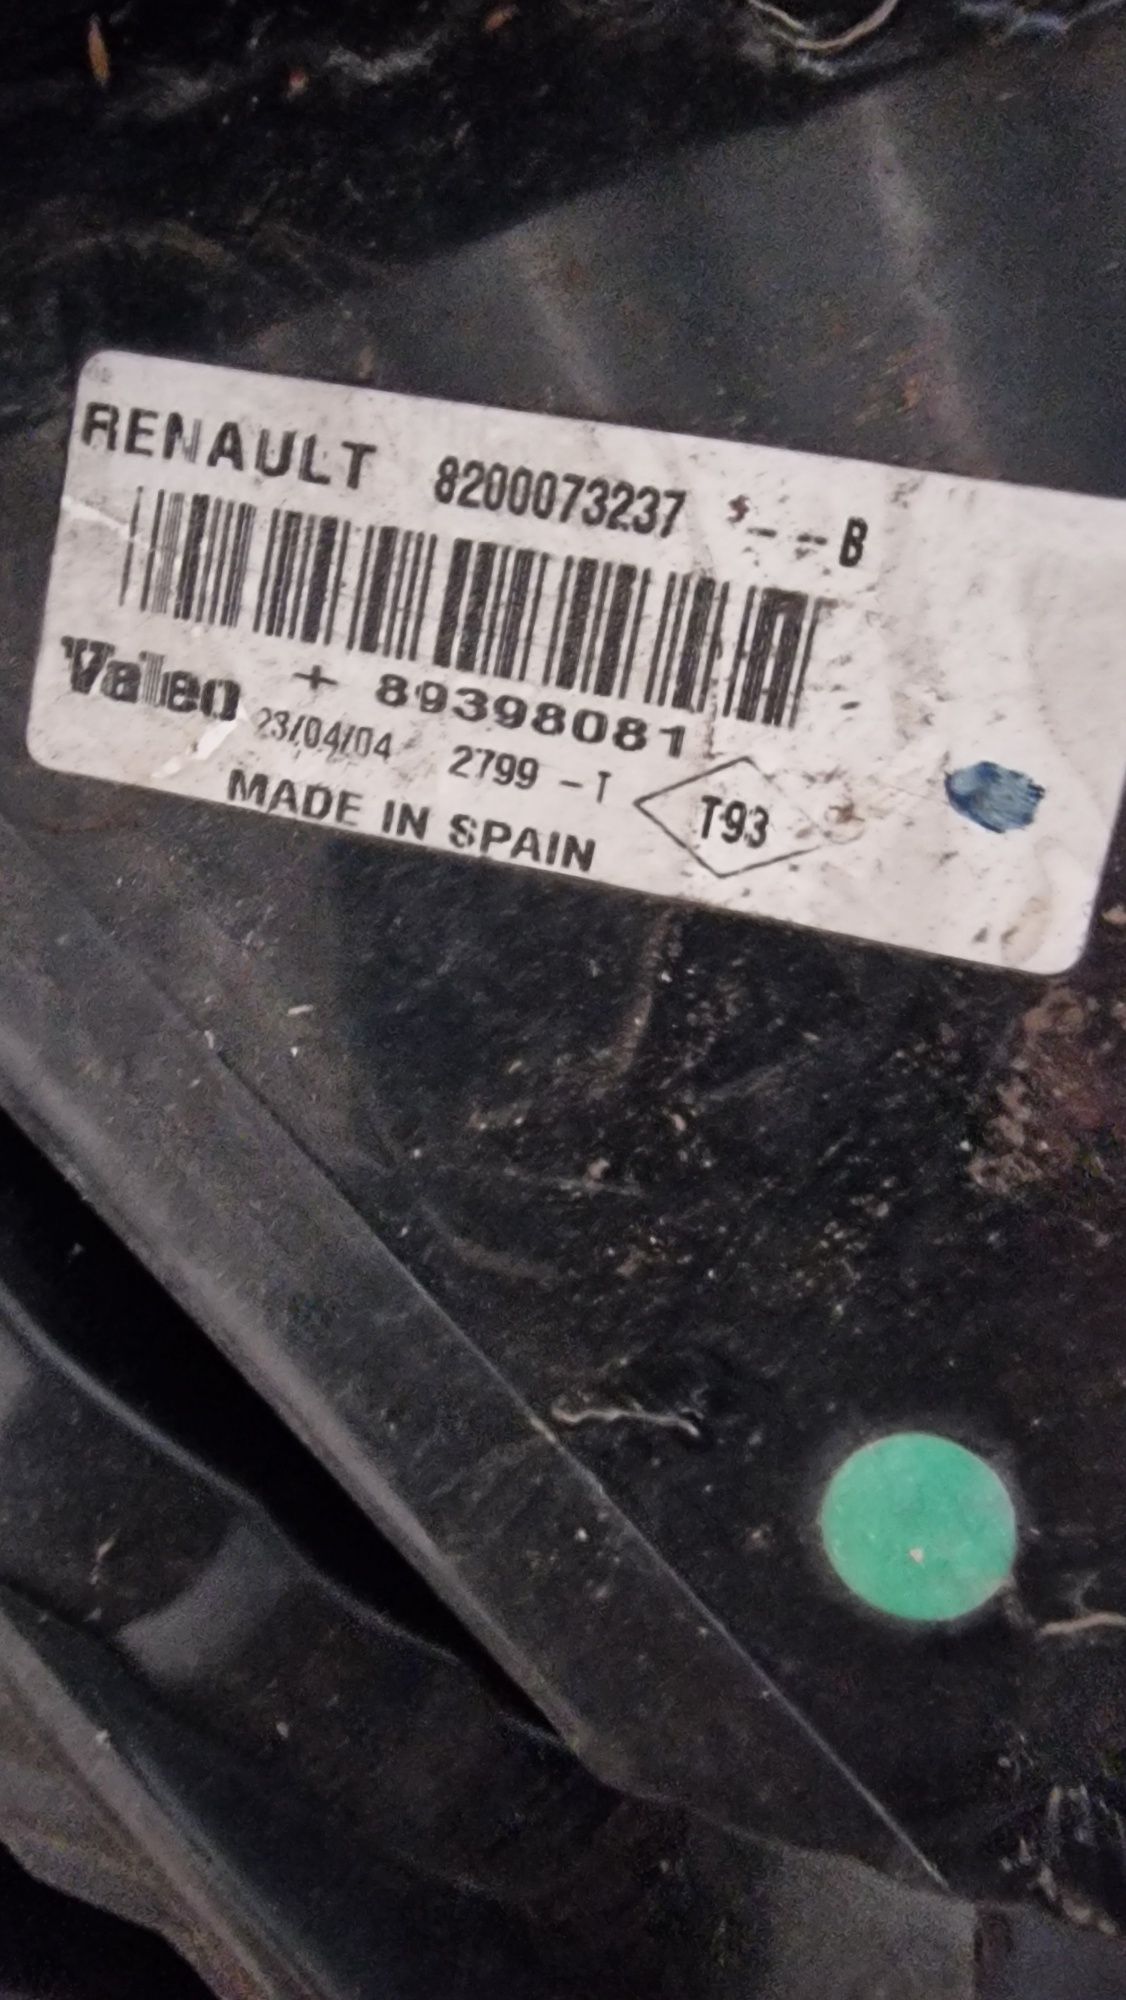 RENAULT 8200073237 - - B
Valeo + 89398081
23/04/04 2799 - T T93
MADE IN SPAIN